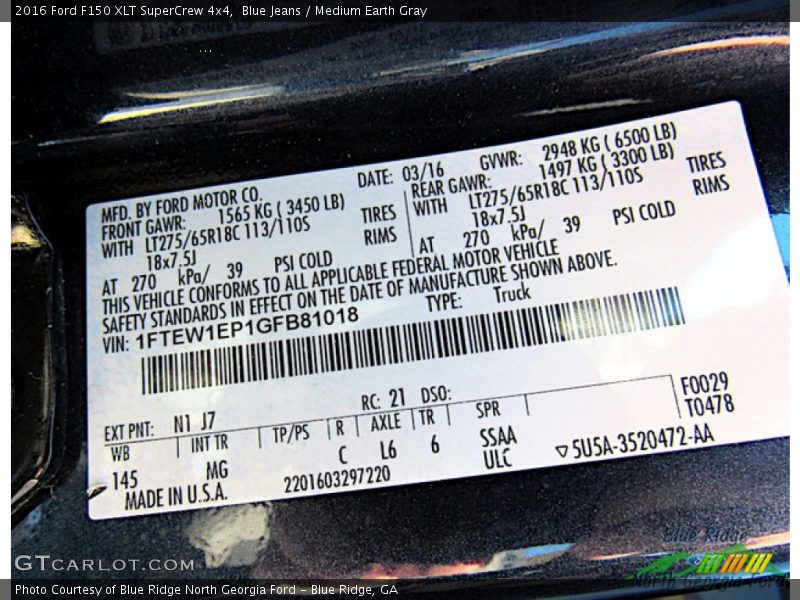 2016 Ford F150 XLT SuperCrew 4x4,  Blue Jeans / Medium Earth Gray
MFD. BY FORD MOTOR CO.
DATE: 03/16
GVWR: 2948 KG ( 6500 LB)
FRONT GAWR: 1565 KG ( 3450 LB)
REAR GAWR: 1497 KG ( 3300 LB)
WITH LT275/65R18C 113/110S TIRES
WITH LT275/65R18C 113/110S TIRES
18x7.5J RIMS
18x7.5J RIMS
AT 270 kPa/ 39 PSI COLD
AT 270 kPa/ 39 PSI COLD
THIS VEHICLE CONFORMS TO ALL APPLICABLE FEDERAL MOTOR VEHICLE
SAFETY STANDARDS IN EFFECT ON THE DATE OF MANUFACTURE SHOWN ABOVE.
VIN: 1FTEW1EP1GFB81018
TYPE: Truck
EXT PNT: N1 J7
RC: 21 DSO:
F0029
T0478
WB INT TR TP/PS R AXLE TR SPR
145 MG C L6 6 SSAA
ULC
▽5U5A-3520472-AA
MADE IN U.S.A.
2201603297220
GTCARLOT.COM
Blue Ridge
North Georgia Ford
Photo Courtesy of Blue Ridge North Georgia Ford - Blue Ridge, GA